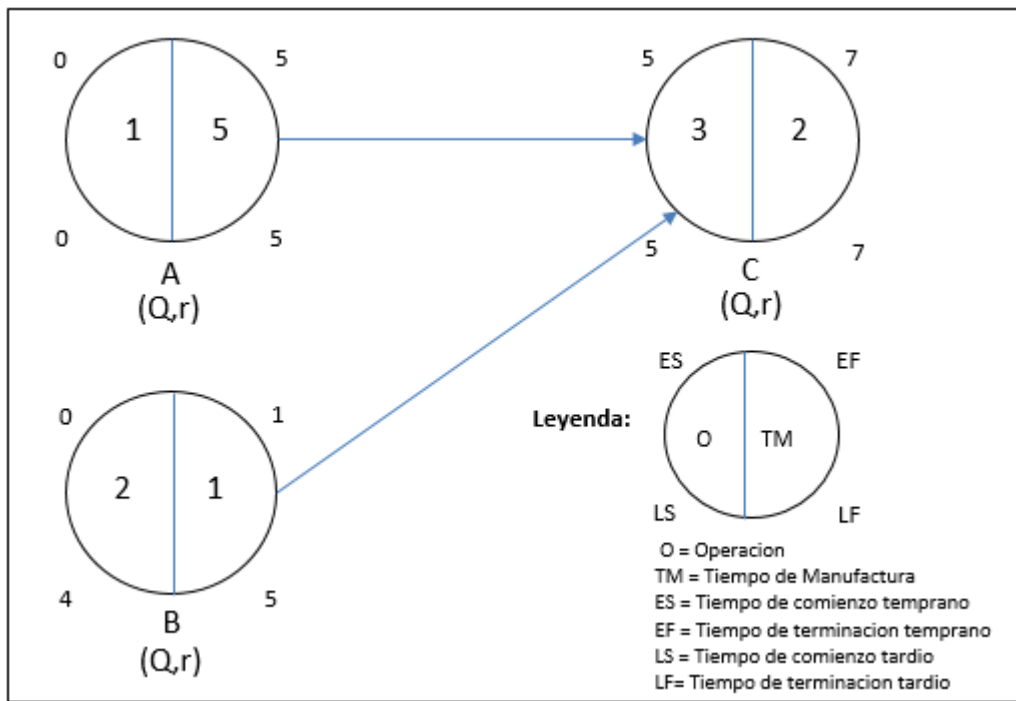 0 5 5 7
1 5 3 2
0 5 5 7
A C
(Q,r) (Q,r)
0 1
2 1
4 5
B
(Q,r)
Leyenda:
ES EF
O TM
LS LF
O = Operacion
TM = Tiempo de Manufactura
ES = Tiempo de comienzo temprano
EF = Tiempo de terminacion temprano
LS = Tiempo de comienzo tardio
LF= Tiempo de terminacion tardio